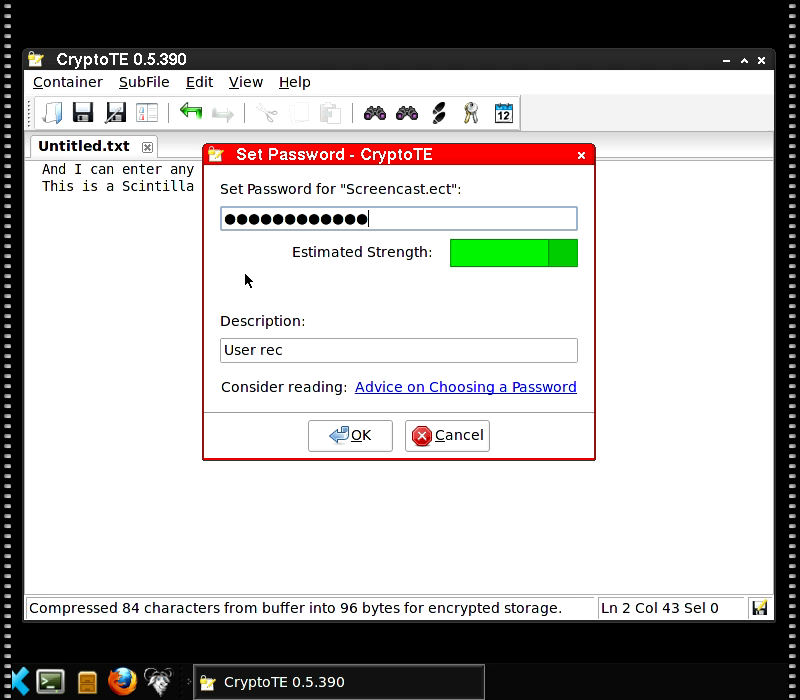 CryptoTE 0.5.390
Container SubFile Edit View Help
12
Untitled.txt
And I can enter any
This is a Scintilla
Set Password - CryptoTE
Set Password for "Screencast.ect":
●●●●●●●●●●●●
Estimated Strength:
Description:
User rec
Consider reading: Advice on Choosing a Password
OK Cancel
Compressed 84 characters from buffer into 96 bytes for encrypted storage. Ln 2 Col 43 Sel 0
CryptoTE 0.5.390